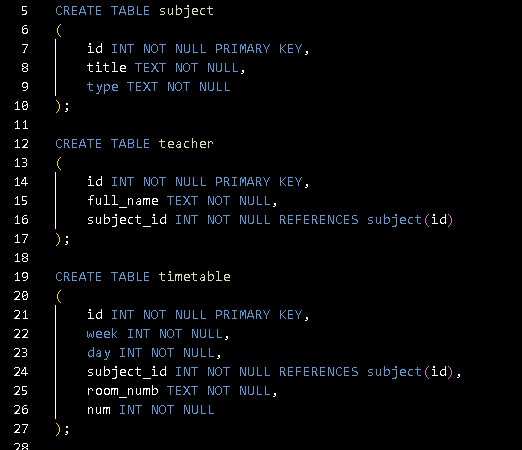 5 CREATE TABLE subject
6 (
7 id INT NOT NULL PRIMARY KEY,
8 title TEXT NOT NULL,
9 type TEXT NOT NULL
10 );
11
12 CREATE TABLE teacher
13 (
14 id INT NOT NULL PRIMARY KEY,
15 full_name TEXT NOT NULL,
16 subject_id INT NOT NULL REFERENCES subject(id)
17 );
18
19 CREATE TABLE timetable
20 (
21 id INT NOT NULL PRIMARY KEY,
22 week INT NOT NULL,
23 day INT NOT NULL,
24 subject_id INT NOT NULL REFERENCES subject(id),
25 room_numb TEXT NOT NULL,
26 num INT NOT NULL
27 );
28